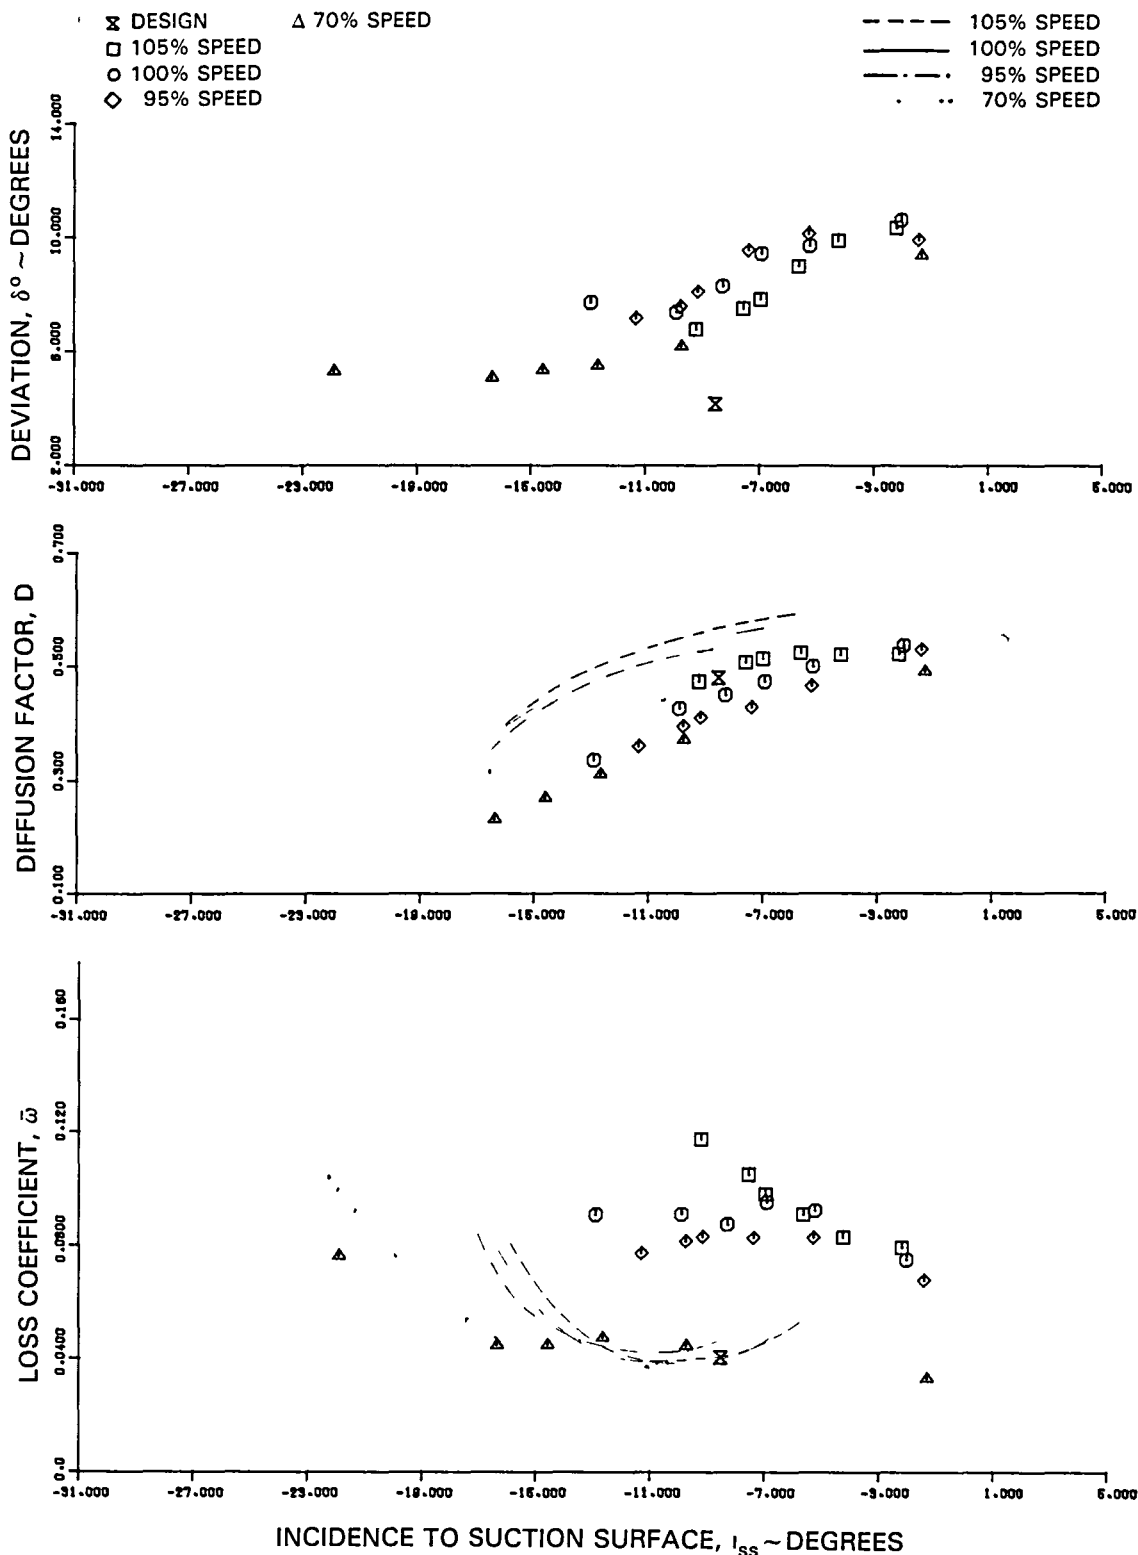 DESIGN
70% SPEED
105% SPEED
100% SPEED
95% SPEED
105% SPEED
100% SPEED
95% SPEED
70% SPEED
DEVIATION, δ° ~ DEGREES
14.000
10.000
6.000
2.000
-31.000 -27.000 -23.000 -19.000 -15.000 -11.000 -7.000 -3.000 1.000 5.000
DIFFUSION FACTOR, D
0.700
0.500
0.300
0.100
-31.000 -27.000 -23.000 -19.000 -15.000 -11.000 -7.000 -3.000 1.000 5.000
LOSS COEFFICIENT, ω̄
0.160
0.120
0.0800
0.0400
0.0
-31.000 -27.000 -23.000 -19.000 -15.000 -11.000 -7.000 -3.000 1.000 5.000
INCIDENCE TO SUCTION SURFACE, ιss ~ DEGREES